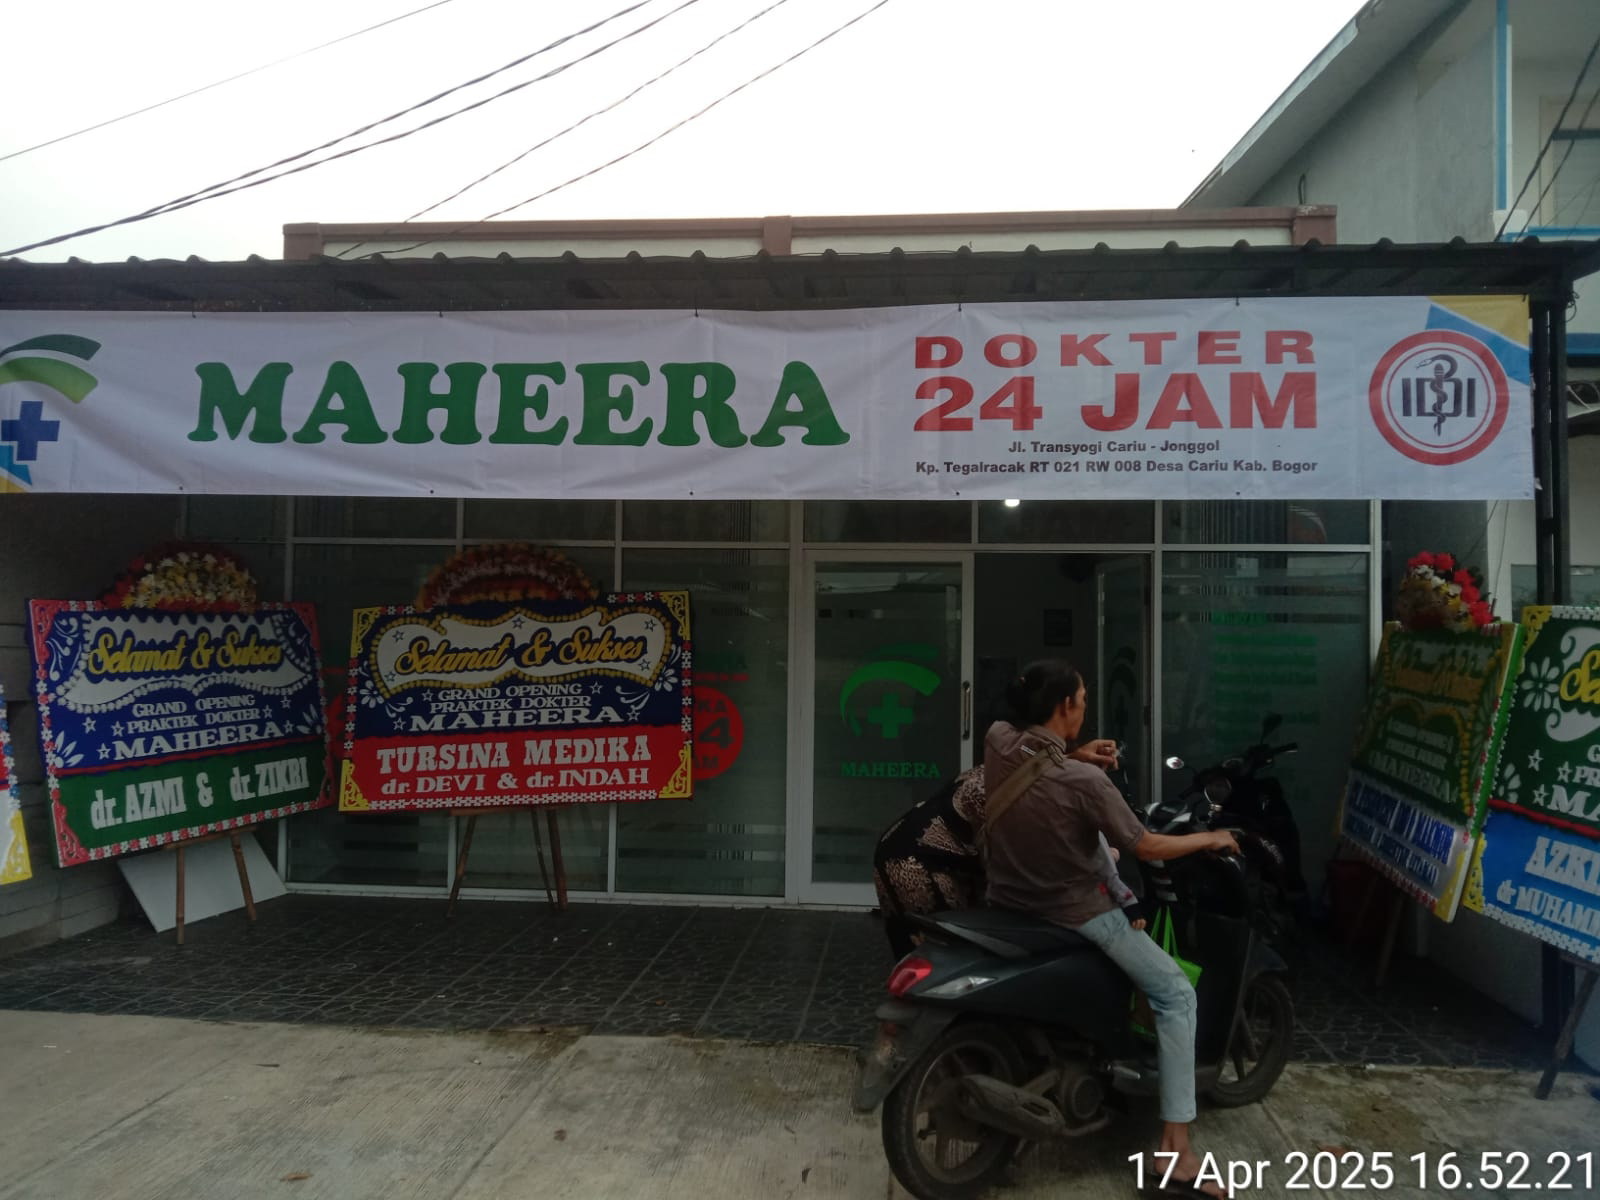 MAHEERA
DOKTER
24 JAM
Jl. Transyogi Cariu - Jonggol
Kp. Tegalracak RT 021 RW 008 Desa Cariu Kab. Bogor
IDI
Selamat & Sukses
GRAND OPENING
PRAKTEK DOKTER
MAHEERA
dr. AZMI & dr. ZIKRI
Selamat & Sukses
GRAND OPENING
PRAKTEK DOKTER
MAHEERA
TURSINA MEDIKA
dr. DEVI & dr. INDAH
MAHEERA
MAHEERA
17 Apr 2025 16.52.21